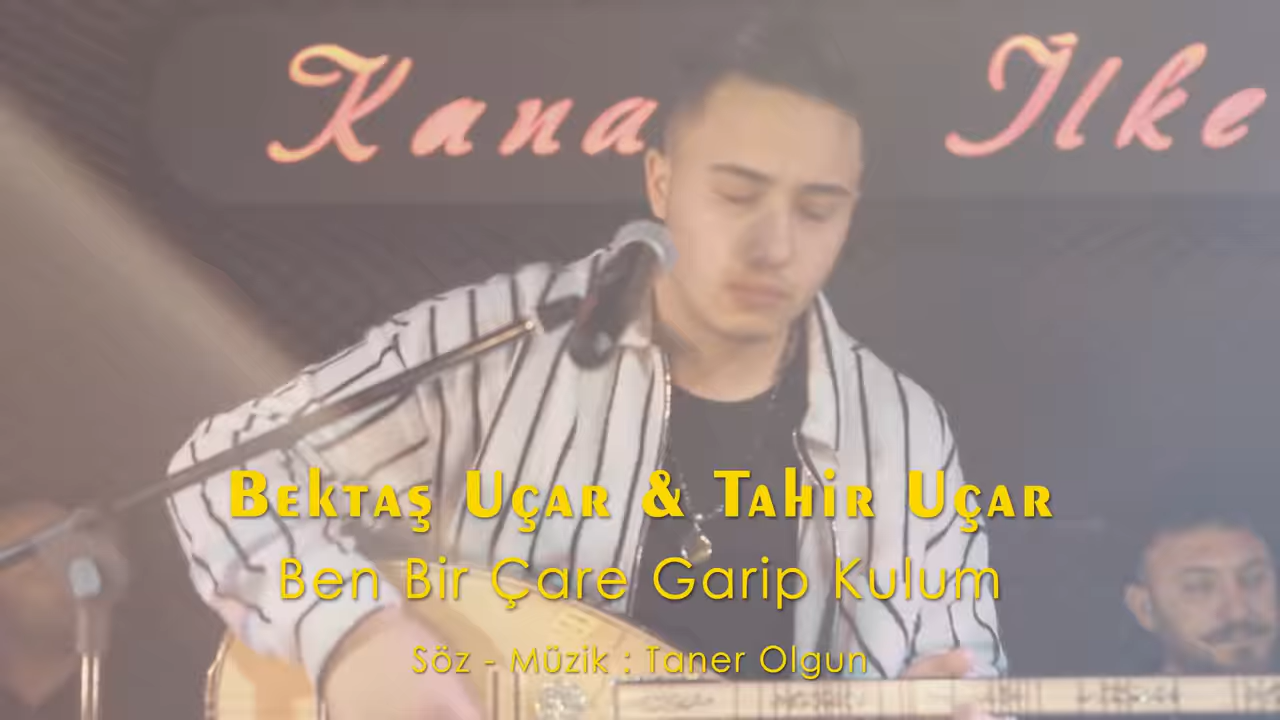 Kana İlke
Bektaş Uçar & Tahir Uçar
Ben Bir Çare Garip Kulum
Söz - Müzik : Taner Olgun